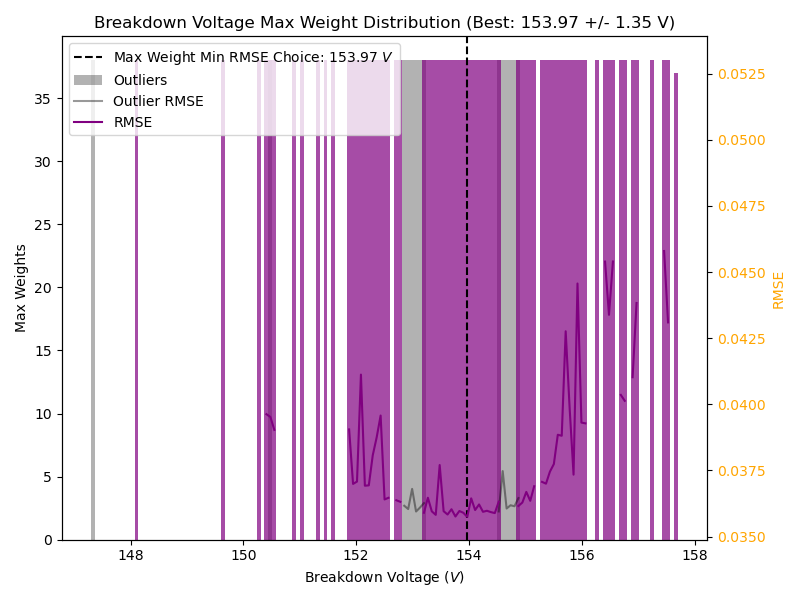 Breakdown Voltage Max Weight Distribution (Best: 153.97 +/- 1.35 V)
Max Weight Min RMSE Choice: 153.97 V
Outliers
Outlier RMSE
RMSE
Max Weights
0
5
10
15
20
25
30
35
148
150
152
154
156
158
Breakdown Voltage (V)
0.0350
0.0375
0.0400
0.0425
0.0450
0.0475
0.0500
0.0525
RMSE